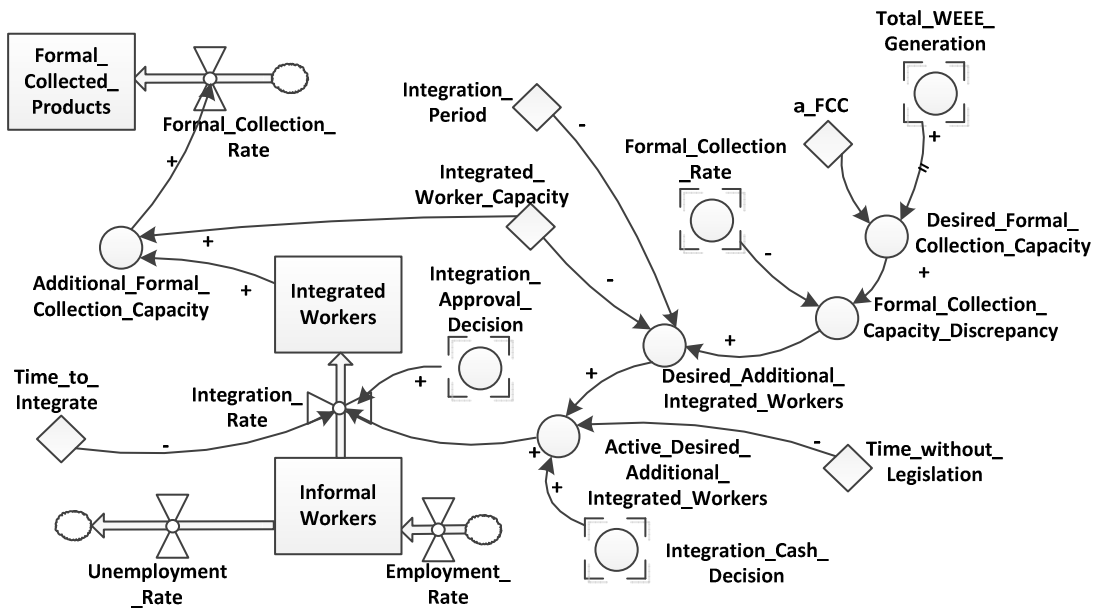 Total_WEEE_
Generation
Formal_
Collected_
Products
Formal_Collection_
Rate
+
Integration_
Period
-
a_FCC
+
=
Formal_Collection
_Rate
-
Integrated_
Worker_Capacity
+
-
Desired_Formal_
Collection_Capacity
+
Additional_Formal_
Collection_Capacity
+
Integrated
Workers
Integration_
Approval_
Decision
+
Formal_Collection_
Capacity_Discrepancy
+
Desired_Additional_
Integrated_Workers
+
Time_to_
Integrate
-
Integration_
Rate
+
Active_Desired_
Additional_
Integrated_Workers
-
Time_without_
Legislation
+
Informal
Workers
Integration_Cash_
Decision
Unemployment
_Rate
Employment_
Rate